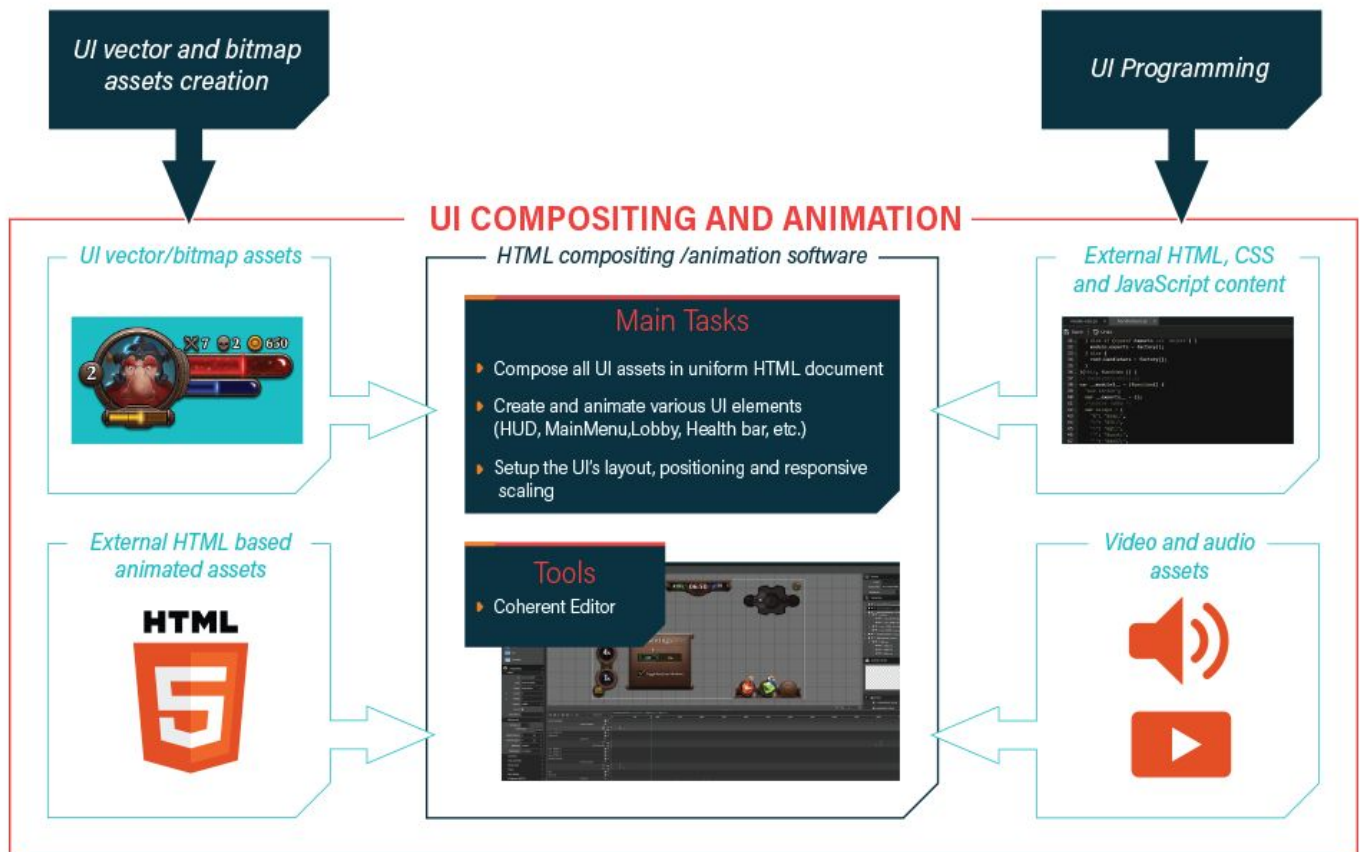 UI vector and bitmap
assets creation
UI Programming
UI COMPOSITING AND ANIMATION
UI vector/bitmap assets
2
7
2
650
HTML compositing /animation software
Main Tasks
Compose all UI assets in uniform HTML document
Create and animate various UI elements
(HUD, MainMenu,Lobby, Health bar, etc.)
Setup the UI's layout, positioning and responsive
scaling
External HTML, CSS
and JavaScript content
External HTML based
animated assets
HTML
5
Tools
Coherent Editor
Video and audio
assets